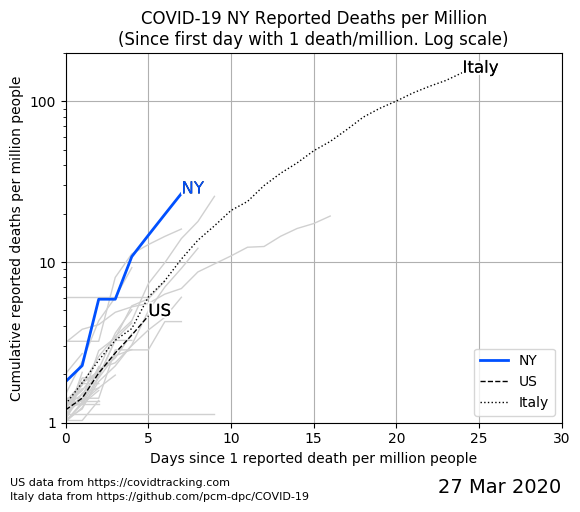 COVID-19 NY Reported Deaths per Million
(Since first day with 1 death/million. Log scale)
Cumulative reported deaths per million people
100
10
1
Italy
NY
US
NY
US
Italy
0 5 10 15 20 25 30
Days since 1 reported death per million people
US data from https://covidtracking.com
Italy data from https://github.com/pcm-dpc/COVID-19
27 Mar 2020